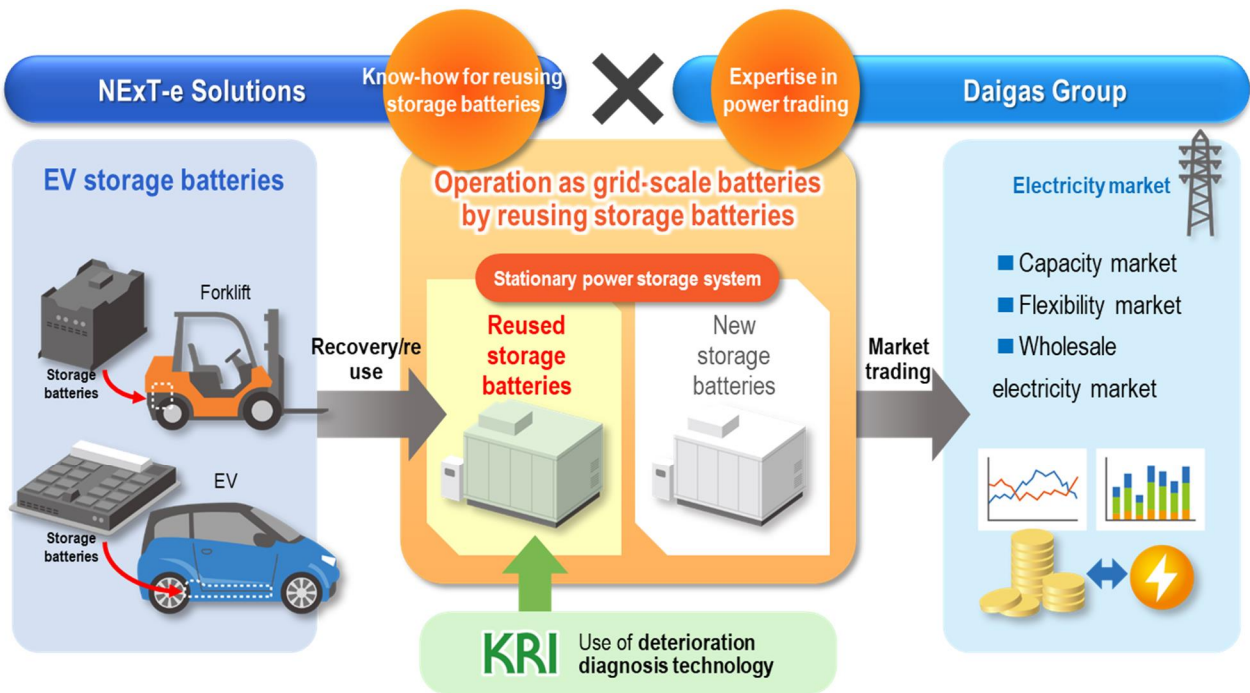 NExT-e Solutions
Know-how for reusing
storage batteries
Expertise in
power trading
Daigas Group
EV storage batteries
Forklift
Storage
batteries
EV
Storage
batteries
Recovery/re
use
Operation as grid-scale batteries
by reusing storage batteries
Stationary power storage system
Reused
storage
batteries
New
storage
batteries
KRI
Use of deterioration
diagnosis technology
Market
trading
Electricity market
Capacity market
Flexibility market
Wholesale
electricity market